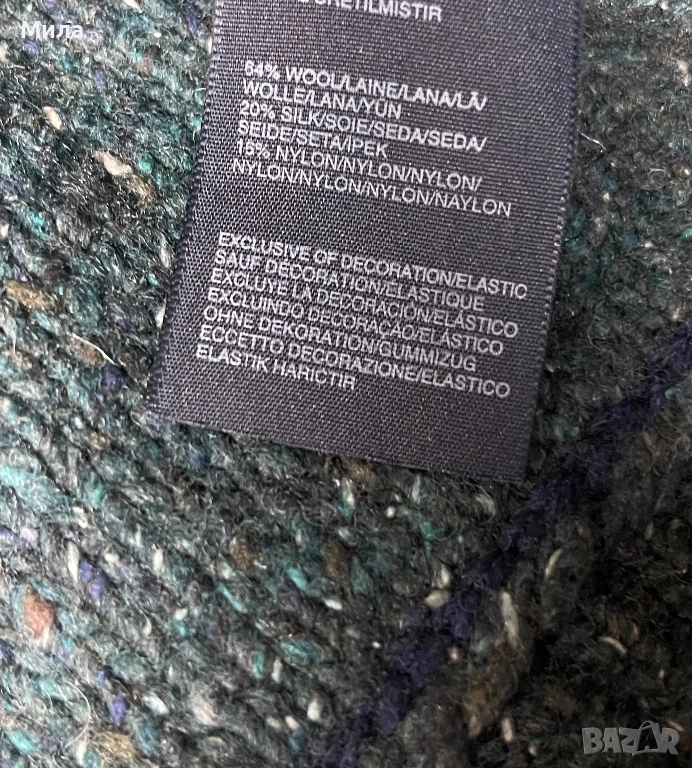 Мила
ÜRETILMISTIR
64% WOOL/LAINE/LANA/LÃ/
WOLLE/LANA/YÜN
20% SILK/SOIE/SEDA/SEDA/
SEIDE/SETA/IPEK
16% NYLON/NYLON/NYLON/
NYLON/NYLON/NYLON/NAYLON
EXCLUSIVE OF DECORATION/ELASTIC
SAUF DÉCORATION/ÉLASTIQUE
EXCLUYE LA DECORACIÓN/ELÁSTICO
EXCLUINDO DECORAÇÃO/ELÁSTICO
OHNE DEKORATION/GUMMIZUG
ECCETTO DECORAZIONE/ELASTICO
ELASTIK HARICTIR
BAZAR